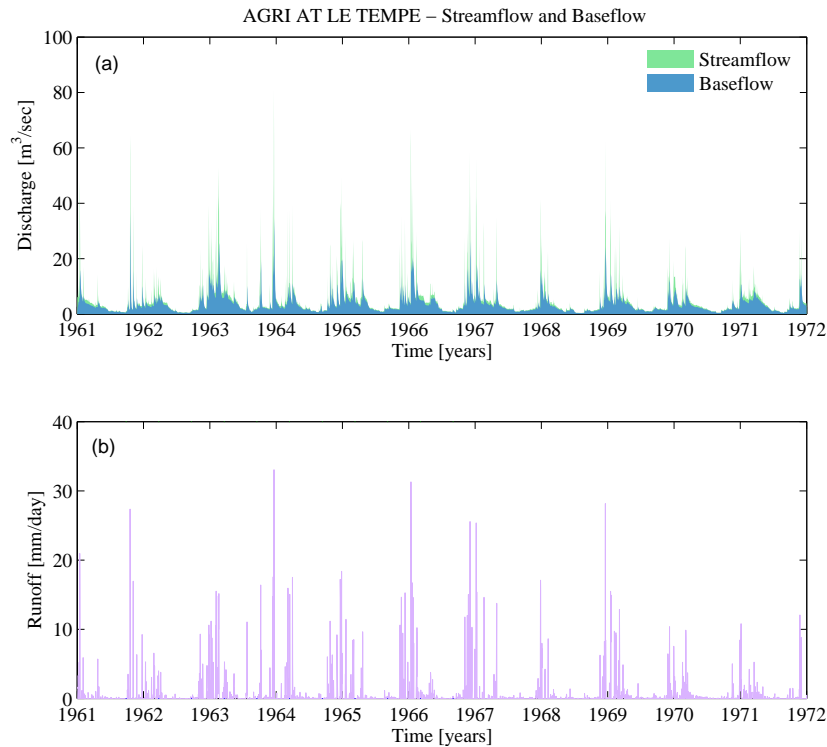 AGRI AT LE TEMPE – Streamflow and Baseflow
100
80
60
40
20
0
Discharge [m³/sec]
(a)
Streamflow
Baseflow
1961 1962 1963 1964 1965 1966 1967 1968 1969 1970 1971 1972
Time [years]
40
30
20
10
0
Runoff [mm/day]
(b)
1961 1962 1963 1964 1965 1966 1967 1968 1969 1970 1971 1972
Time [years]